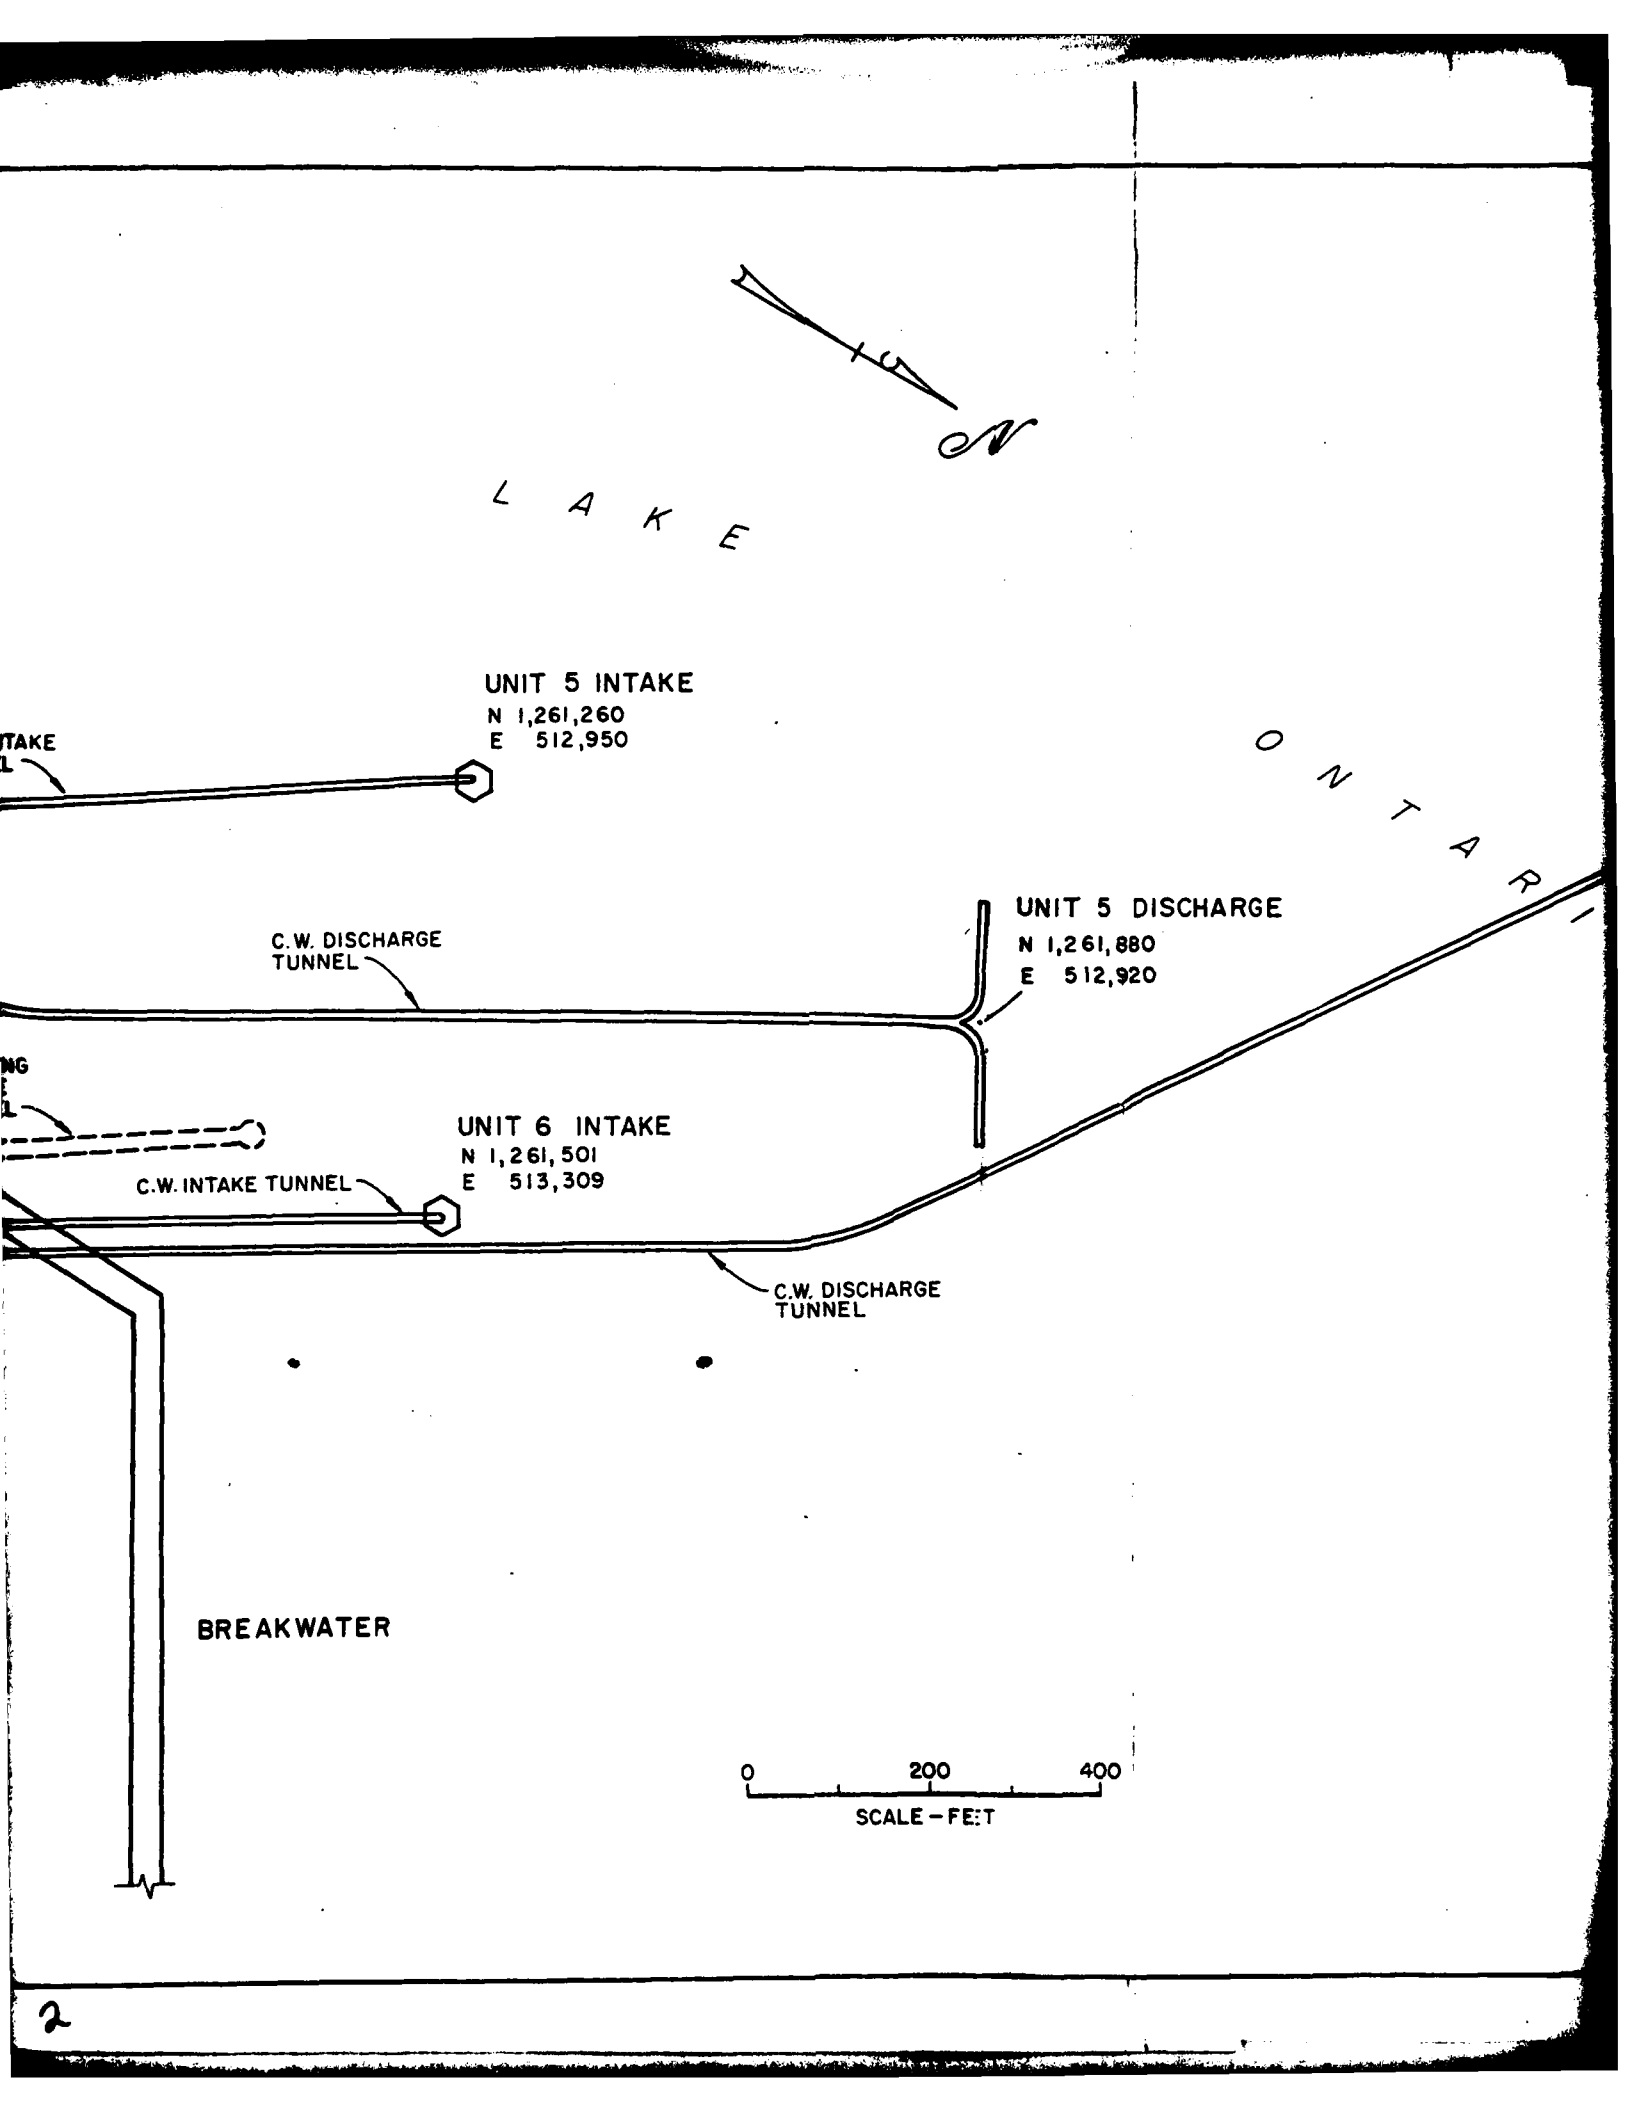 N
L A K E
UNIT 5 INTAKE
N 1,261,260
E 512,950
O N T A R I
UNIT 5 DISCHARGE
N 1,261,880
E 512,920
C.W. DISCHARGE
TUNNEL
UNIT 6 INTAKE
N 1,261,501
E 513,309
C.W. INTAKE TUNNEL
C.W. DISCHARGE
TUNNEL
BREAKWATER
0 200 400
SCALE-FEET
2